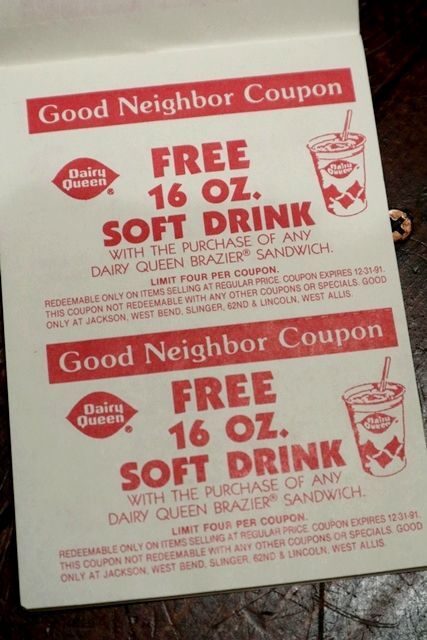 Good Neighbor Coupon
Dairy
Queen®
Dairy
Queen
FREE
16 OZ.
SOFT DRINK
WITH THE PURCHASE OF ANY
DAIRY QUEEN BRAZIER® SANDWICH.
LIMIT FOUR PER COUPON.
REDEEMABLE ONLY ON ITEMS SELLING AT REGULAR PRICE. COUPON EXPIRES 12-31-91.
THIS COUPON NOT REDEEMABLE WITH ANY OTHER COUPONS OR SPECIALS. GOOD
ONLY AT JACKSON, WEST BEND, SLINGER, 62ND & LINCOLN, WEST ALLIS.
Good Neighbor Coupon
Dairy
Queen®
Dairy
Queen
FREE
16 OZ.
SOFT DRINK
WITH THE PURCHASE OF ANY
DAIRY QUEEN BRAZIER® SANDWICH.
LIMIT FOUR PER COUPON.
REDEEMABLE ONLY ON ITEMS SELLING AT REGULAR PRICE. COUPON EXPIRES 12-31-91.
THIS COUPON NOT REDEEMABLE WITH ANY OTHER COUPONS OR SPECIALS. GOOD
ONLY AT JACKSON, WEST BEND, SLINGER, 62ND & LINCOLN, WEST ALLIS.